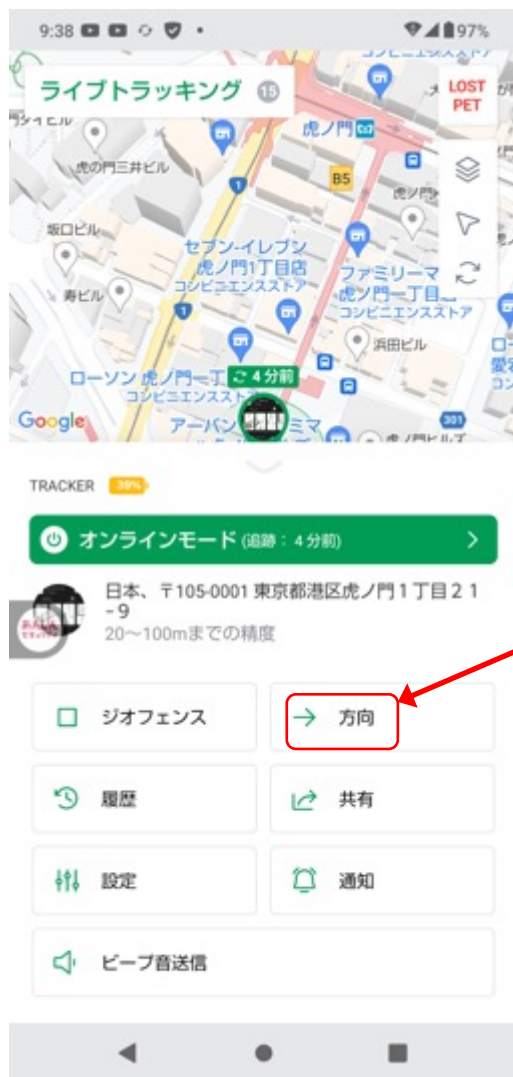 9:38
97%
ライブトラッキング 15
LOST
PET
虎ノ門
虎の門三井ビル
B5
坂口ビル
セブン-イレブン
虎ノ門1丁目店
コンビニエンスストア
ファミリーマ
虎ノ門一丁目
コンビニエンスストア
寿ビル
浜田ビル
ローソン 虎ノ門一丁
コンビニエンススト
4 分前
301
Google
アーバン
ミマ
虎ノ門ヒルズ
TRACKER 39%
オンラインモード (追跡： 4 分前)
日本、〒105-0001 東京都港区虎ノ門１丁目２１
−９
20〜100mまでの精度
ジオフェンス
方向
履歴
共有
設定
通知
ビープ音送信